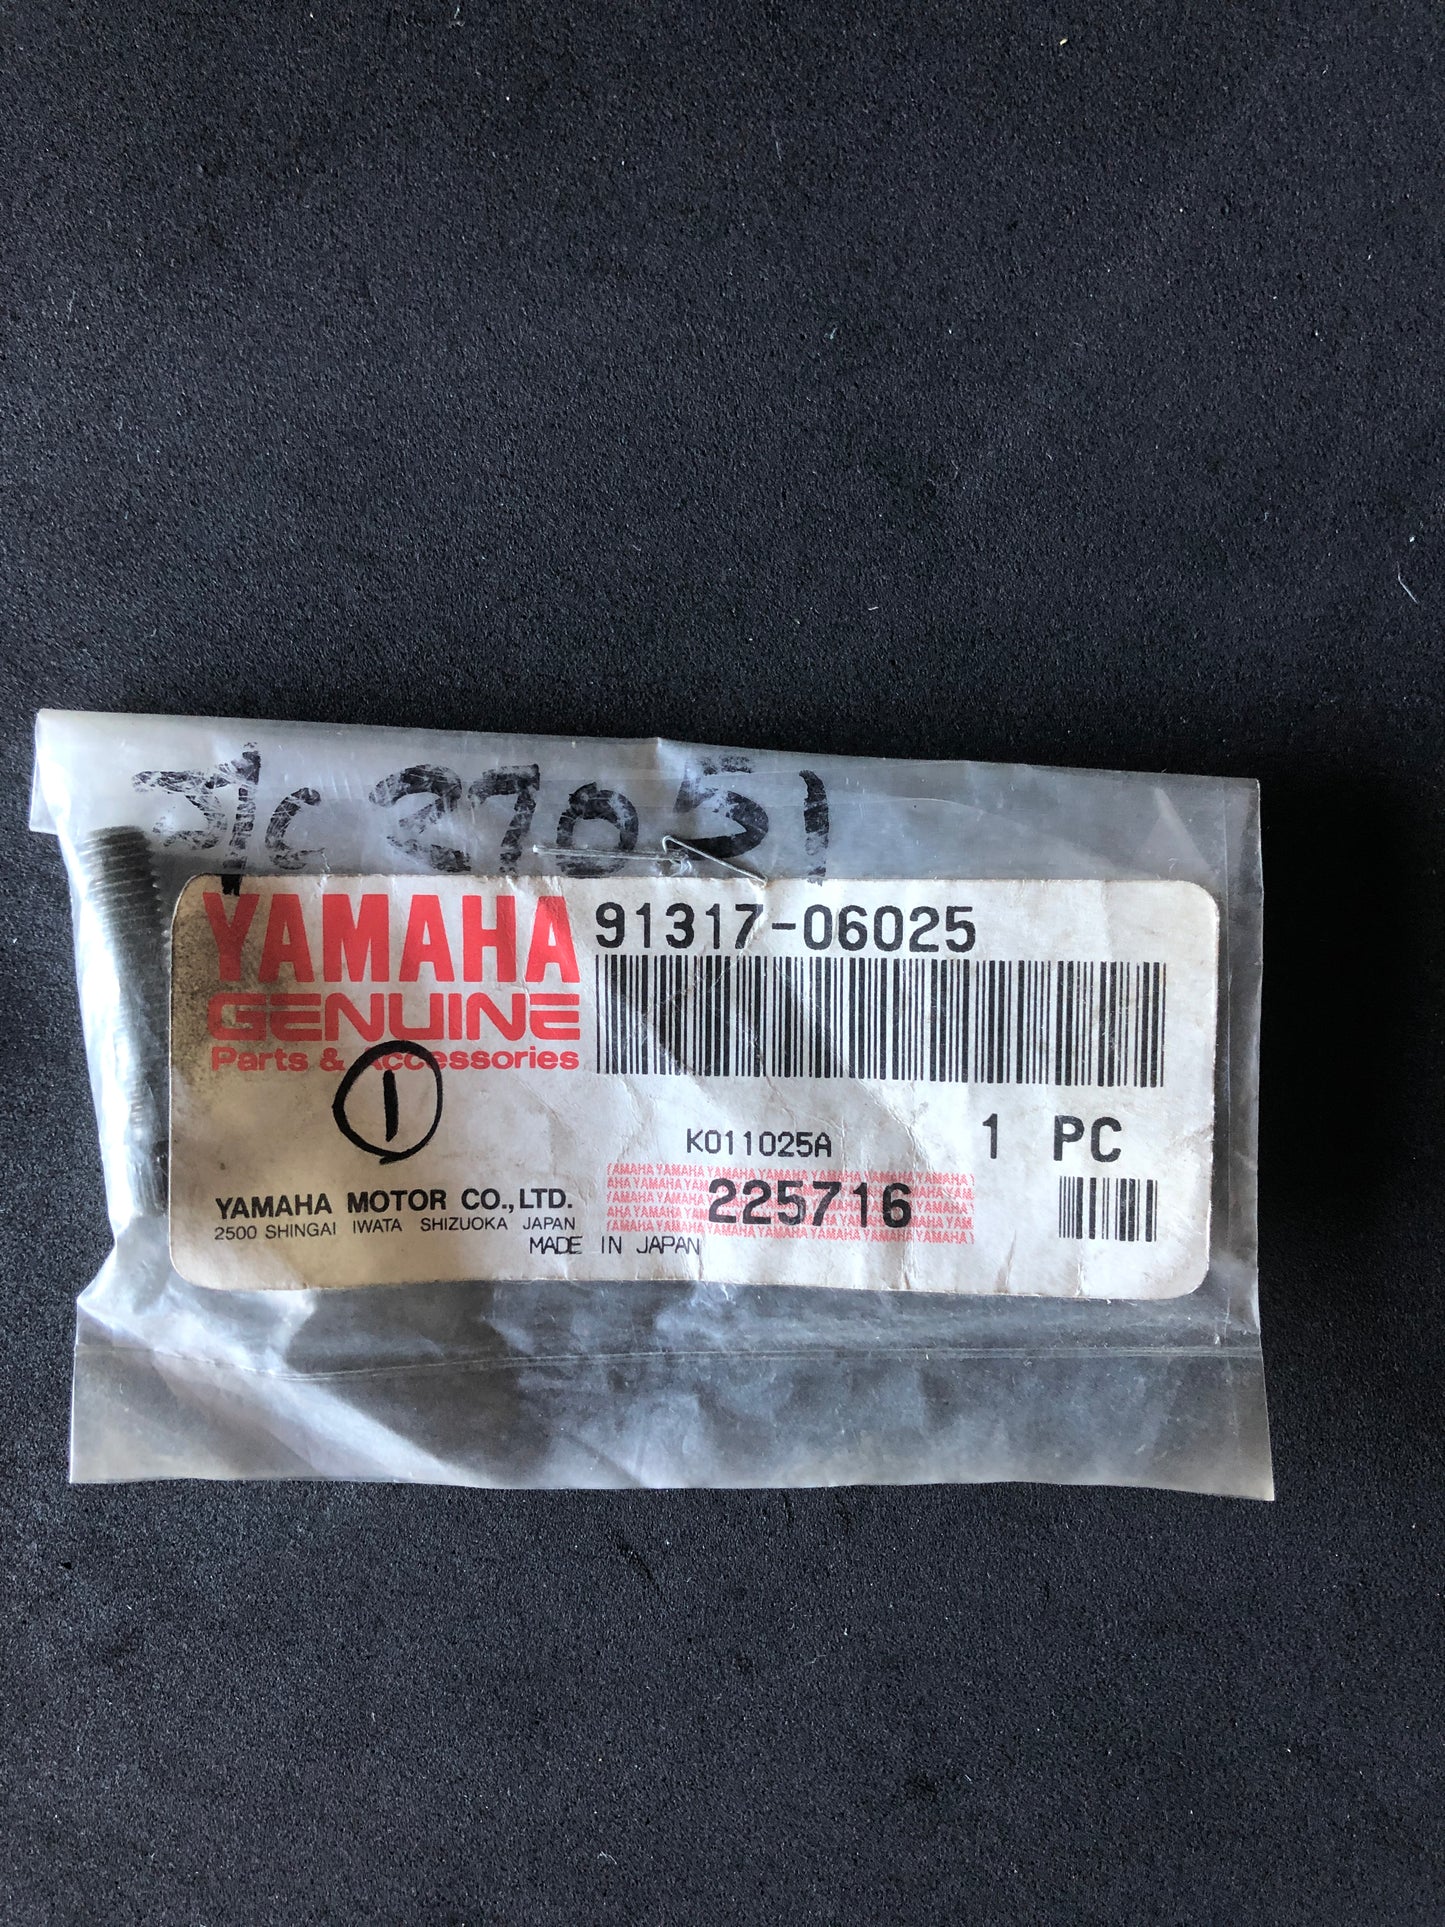 27051
YAMAHA
GENUINE
Parts & Accessories
91317-06025
1
K011025A
1 PC
YAMAHA MOTOR CO.,LTD.
2500 SHINGAI IWATA SHIZUOKA JAPAN
MADE IN JAPAN
225716